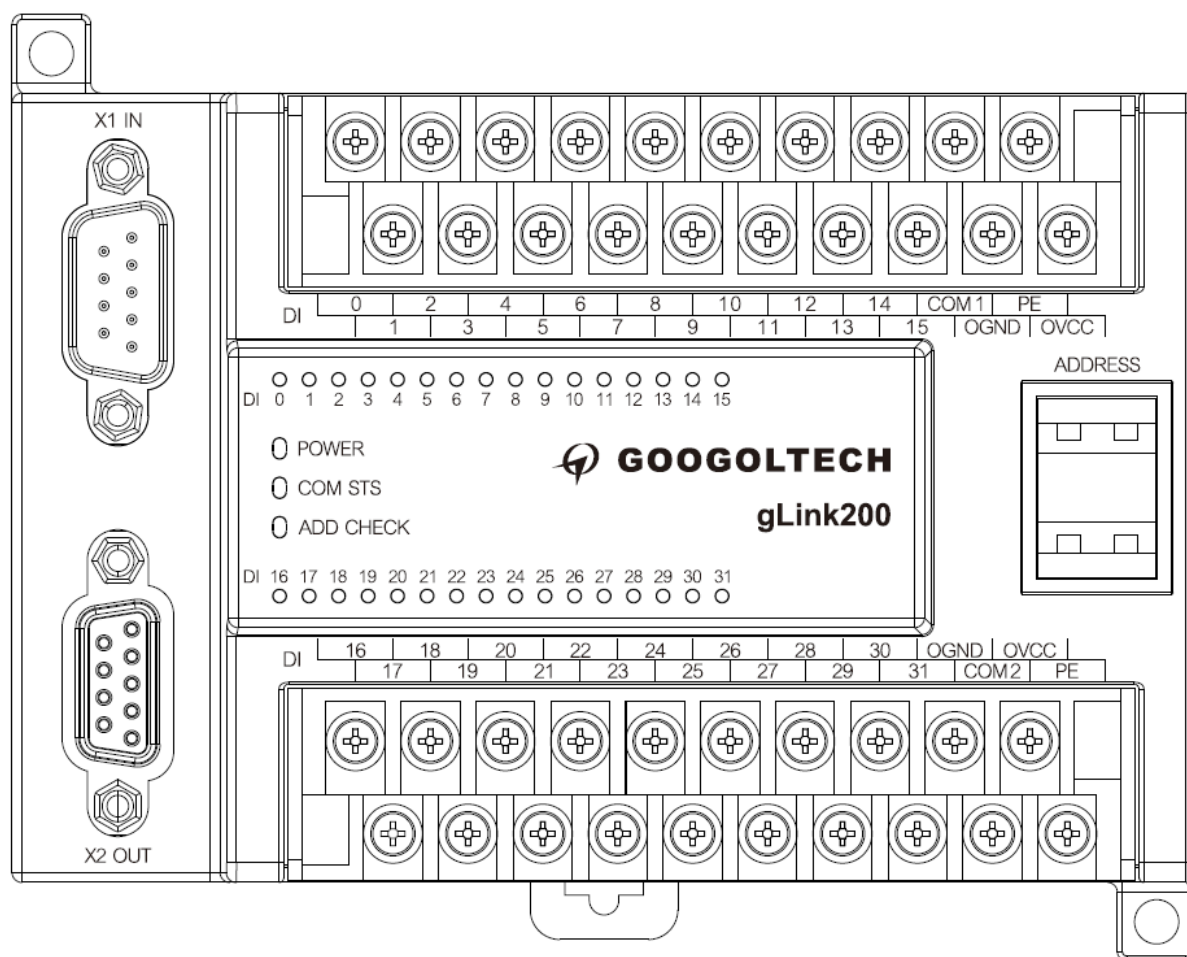 X1 IN
0 2 4 6 8 10 12 14 COM 1 PE
DI
1 3 5 7 9 11 13 15 OGND OVCC
ADDRESS
DI 0 1 2 3 4 5 6 7 8 9 10 11 12 13 14 15
POWER
COM STS
ADD CHECK
GOOGOLTECH
gLink200
DI 16 17 18 19 20 21 22 23 24 25 26 27 28 29 30 31
16 18 20 22 24 26 28 30 OGND OVCC
DI
17 19 21 23 25 27 29 31 COM2 PE
X2 OUT